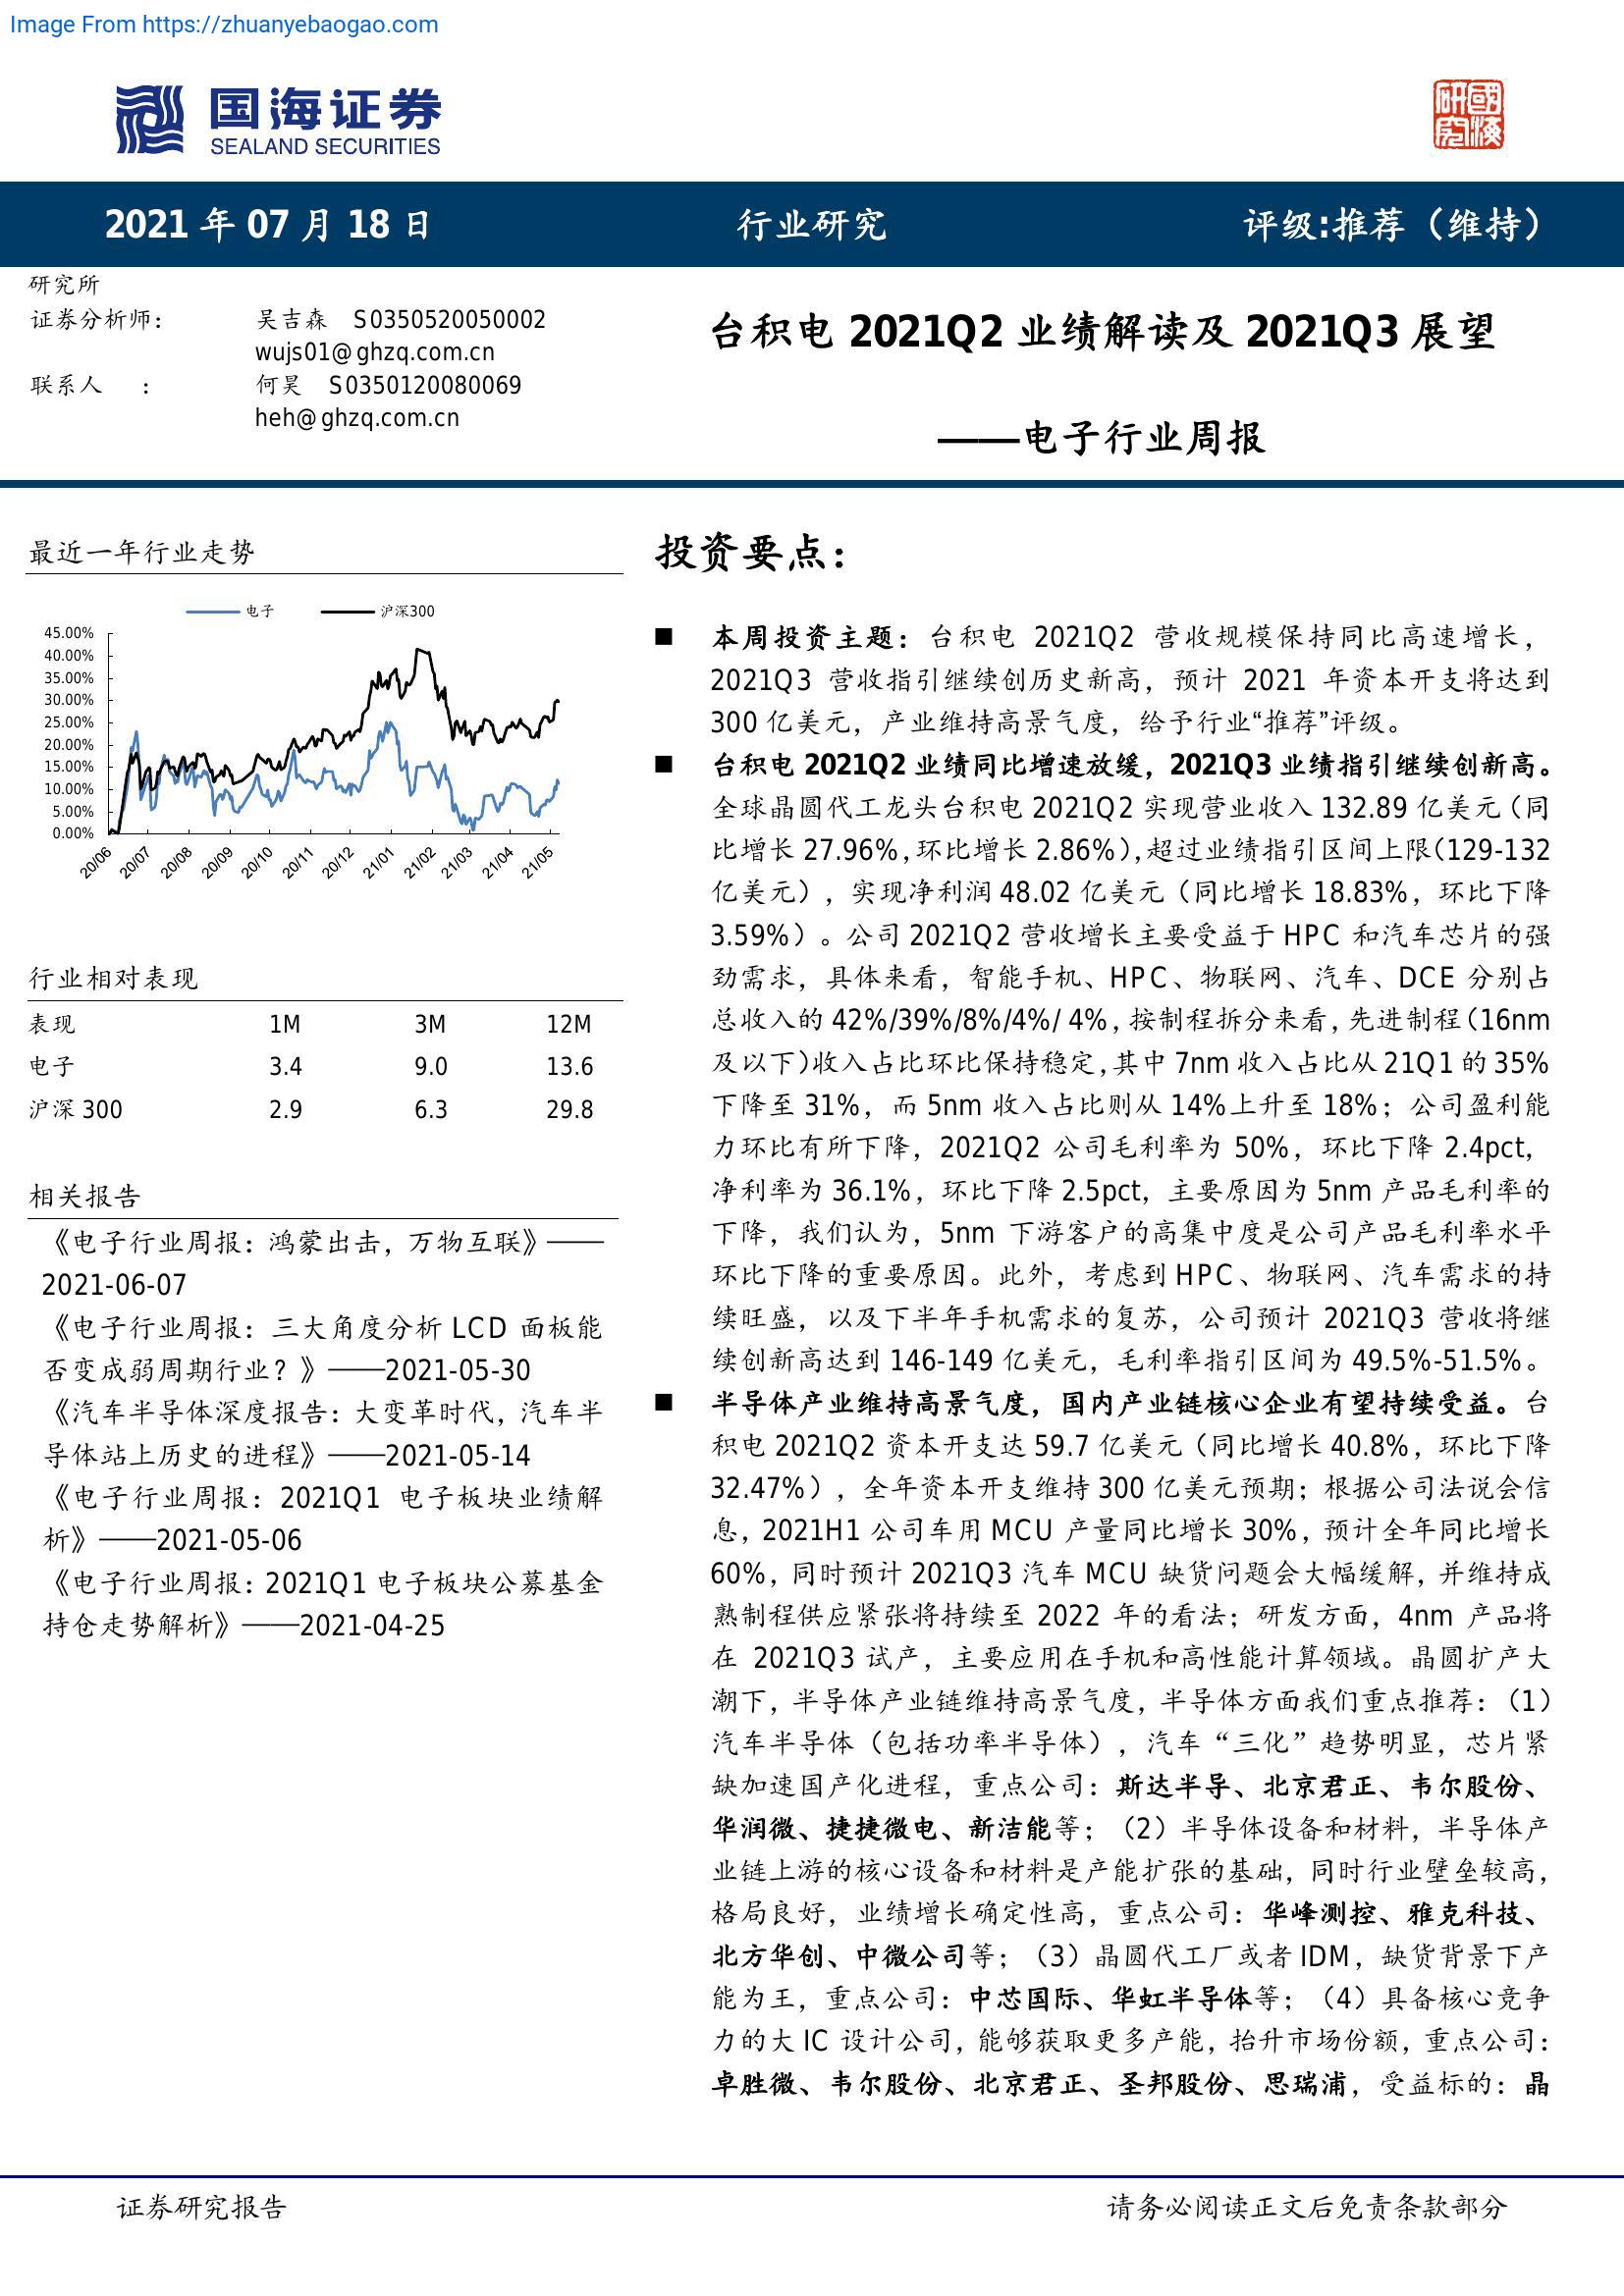 Image From https://zhuanyebaogao.com
国海证券
SEALAND SECURITIES
研究
國海
2021 年 07 月 18 日
行业研究
评级:推荐（维持）
研究所
证券分析师： 吴吉森 S0350520050002
wujs01@ghzq.com.cn
联系人 ： 何昊 S0350120080069
heh@ghzq.com.cn
台积电 2021Q2 业绩解读及 2021Q3 展望
——电子行业周报
最近一年行业走势
电子 沪深300
45.00%
40.00%
35.00%
30.00%
25.00%
20.00%
15.00%
10.00%
5.00%
0.00%
20/06 20/07 20/08 20/09 20/10 20/11 20/12 21/01 21/02 21/03 21/04 21/05
行业相对表现
表现 1M 3M 12M
电子 3.4 9.0 13.6
沪深 300 2.9 6.3 29.8
相关报告
《电子行业周报：鸿蒙出击，万物互联》——
2021-06-07
《电子行业周报：三大角度分析 LCD 面板能
否变成弱周期行业？》——2021-05-30
《汽车半导体深度报告：大变革时代，汽车半
导体站上历史的进程》——2021-05-14
《电子行业周报：2021Q1 电子板块业绩解
析》——2021-05-06
《电子行业周报：2021Q1 电子板块公募基金
持仓走势解析》——2021-04-25
投资要点：
■ 本周投资主题：台积电 2021Q2 营收规模保持同比高速增长，
2021Q3 营收指引继续创历史新高，预计 2021 年资本开支将达到
300 亿美元，产业维持高景气度，给予行业“推荐”评级。
■ 台积电 2021Q2 业绩同比增速放缓，2021Q3 业绩指引继续创新高。
全球晶圆代工龙头台积电 2021Q2 实现营业收入 132.89 亿美元（同
比增长 27.96%，环比增长 2.86%），超过业绩指引区间上限（129-132
亿美元），实现净利润 48.02 亿美元（同比增长 18.83%，环比下降
3.59%）。公司 2021Q2 营收增长主要受益于 HPC 和汽车芯片的强
劲需求，具体来看，智能手机、HPC、物联网、汽车、DCE 分别占
总收入的 42%/39%/8%/4%/ 4%，按制程拆分来看，先进制程（16nm
及以下）收入占比环比保持稳定，其中 7nm 收入占比从 21Q1 的 35%
下降至 31%，而 5nm 收入占比则从 14%上升至 18%；公司盈利能
力环比有所下降，2021Q2 公司毛利率为 50%，环比下降 2.4pct，
净利率为 36.1%，环比下降 2.5pct，主要原因为 5nm 产品毛利率的
下降，我们认为，5nm 下游客户的高集中度是公司产品毛利率水平
环比下降的重要原因。此外，考虑到 HPC、物联网、汽车需求的持
续旺盛，以及下半年手机需求的复苏，公司预计 2021Q3 营收将继
续创新高达到 146-149 亿美元，毛利率指引区间为 49.5%-51.5%。
■ 半导体产业维持高景气度，国内产业链核心企业有望持续受益。台
积电 2021Q2 资本开支达 59.7 亿美元（同比增长 40.8%，环比下降
32.47%），全年资本开支维持 300 亿美元预期；根据公司法说会信
息，2021H1 公司车用 MCU 产量同比增长 30%，预计全年同比增长
60%，同时预计 2021Q3 汽车 MCU 缺货问题会大幅缓解，并维持成
熟制程供应紧张将持续至 2022 年的看法；研发方面，4nm 产品将
在 2021Q3 试产，主要应用在手机和高性能计算领域。晶圆扩产大
潮下，半导体产业链维持高景气度，半导体方面我们重点推荐：（1）
汽车半导体（包括功率半导体），汽车“三化”趋势明显，芯片紧
缺加速国产化进程，重点公司：斯达半导、北京君正、韦尔股份、
华润微、捷捷微电、新洁能等；（2）半导体设备和材料，半导体产
业链上游的核心设备和材料是产能扩张的基础，同时行业壁垒较高，
格局良好，业绩增长确定性高，重点公司：华峰测控、雅克科技、
北方华创、中微公司等；（3）晶圆代工厂或者 IDM，缺货背景下产
能为王，重点公司：中芯国际、华虹半导体等；（4）具备核心竞争
力的大 IC 设计公司，能够获取更多产能，抬升市场份额，重点公司：
卓胜微、韦尔股份、北京君正、圣邦股份、思瑞浦，受益标的：晶
证券研究报告
请务必阅读正文后免责条款部分